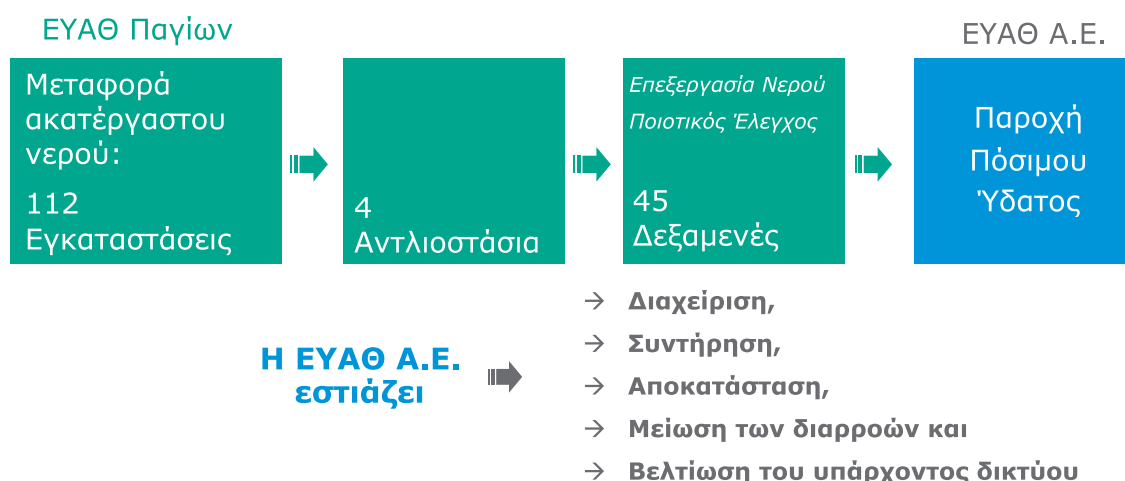 ΕΥΑΘ Παγίων
ΕΥΑΘ Α.Ε.
Μεταφορά
ακατέργαστου
νερού:
112
Εγκαταστάσεις
4
Αντλιοστάσια
Επεξεργασία Νερού
Ποιοτικός Έλεγχος
45
Δεξαμενές
Παροχή
Πόσιμου
Ύδατος
Η ΕΥΑΘ Α.Ε.
εστιάζει
→ Διαχείριση,
→ Συντήρηση,
→ Αποκατάσταση,
→ Μείωση των διαρροών και
→ Βελτίωση του υπάρχοντος δικτύου